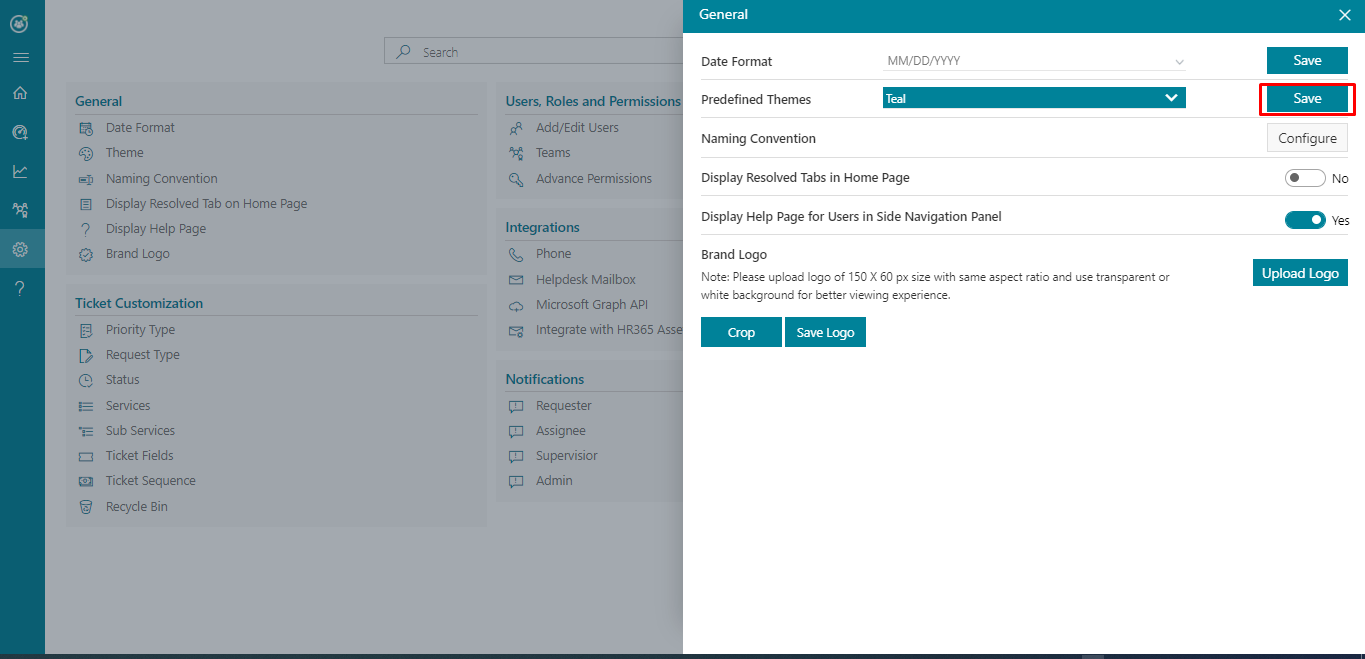 Search
General
Date Format
Theme
Naming Convention
Display Resolved Tab on Home Page
Display Help Page
Brand Logo
Ticket Customization
Priority Type
Request Type
Status
Services
Sub Services
Ticket Fields
Ticket Sequence
Recycle Bin
Users, Roles and Permissions
Add/Edit Users
Teams
Advance Permissions
Integrations
Phone
Helpdesk Mailbox
Microsoft Graph API
Integrate with HR365 Asse
Notifications
Requester
Assignee
Supervisior
Admin
General
Date Format MM/DD/YYYY Save
Predefined Themes Teal Save
Naming Convention Configure
Display Resolved Tabs in Home Page No
Display Help Page for Users in Side Navigation Panel Yes
Brand Logo
Note: Please upload logo of 150 X 60 px size with same aspect ratio and use transparent or
white background for better viewing experience.
Upload Logo
Crop Save Logo